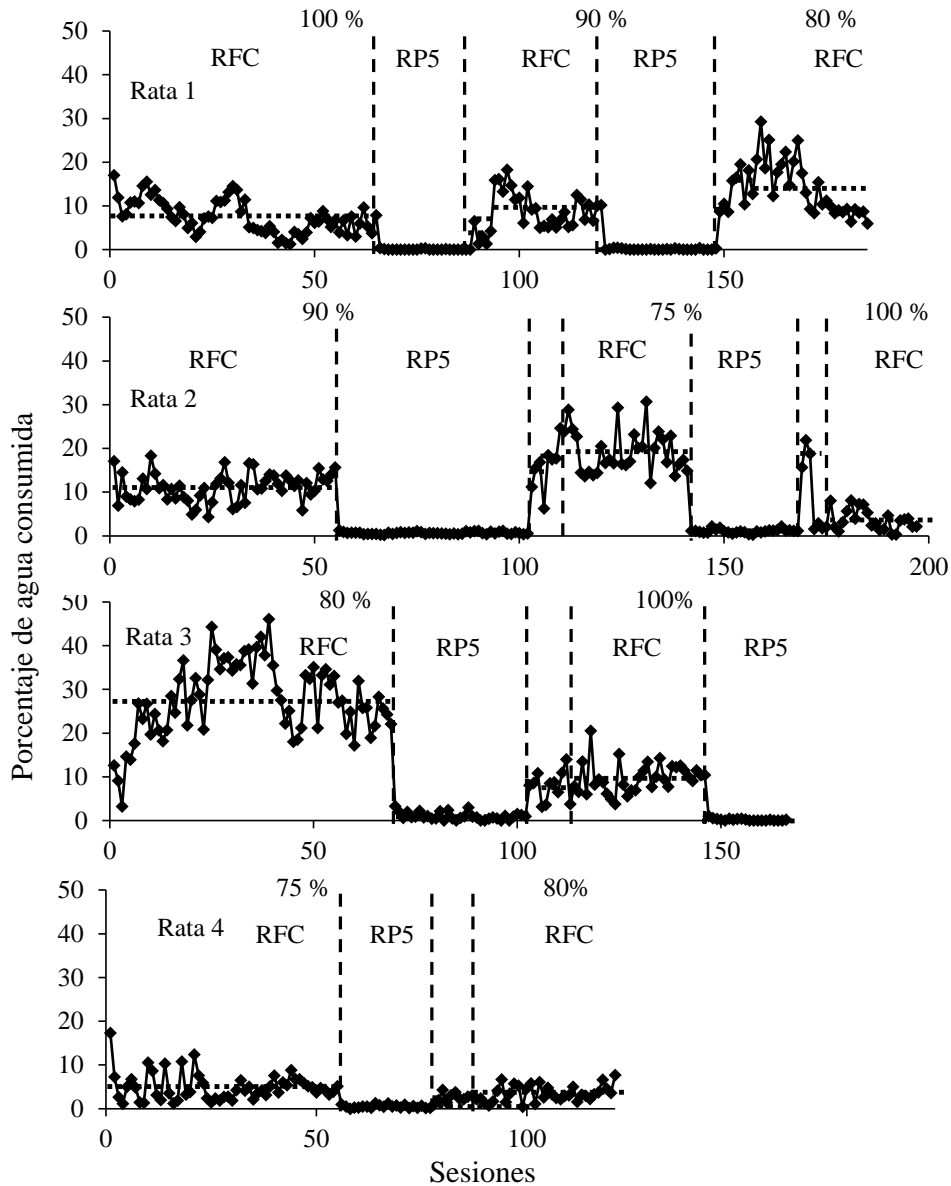 100 % 90 % 80 %
50 RFC RP5 RFC RP5 RFC
40
Rata 1
30
20
10
0
0 50 100 150
90 % 75 % 100 %
50
40 RFC RP5 RFC RP5 RFC
30 Rata 2
20
10
0
0 50 100 150 200
80 % 100%
50
40 Rata 3 RFC RP5 RFC RP5
30
20
10
0
0 50 100 150
75 % 80%
50
40 Rata 4 RFC RP5 RFC
30
20
10
0
0 50 100
Porcentaje de agua consumida
Sesiones